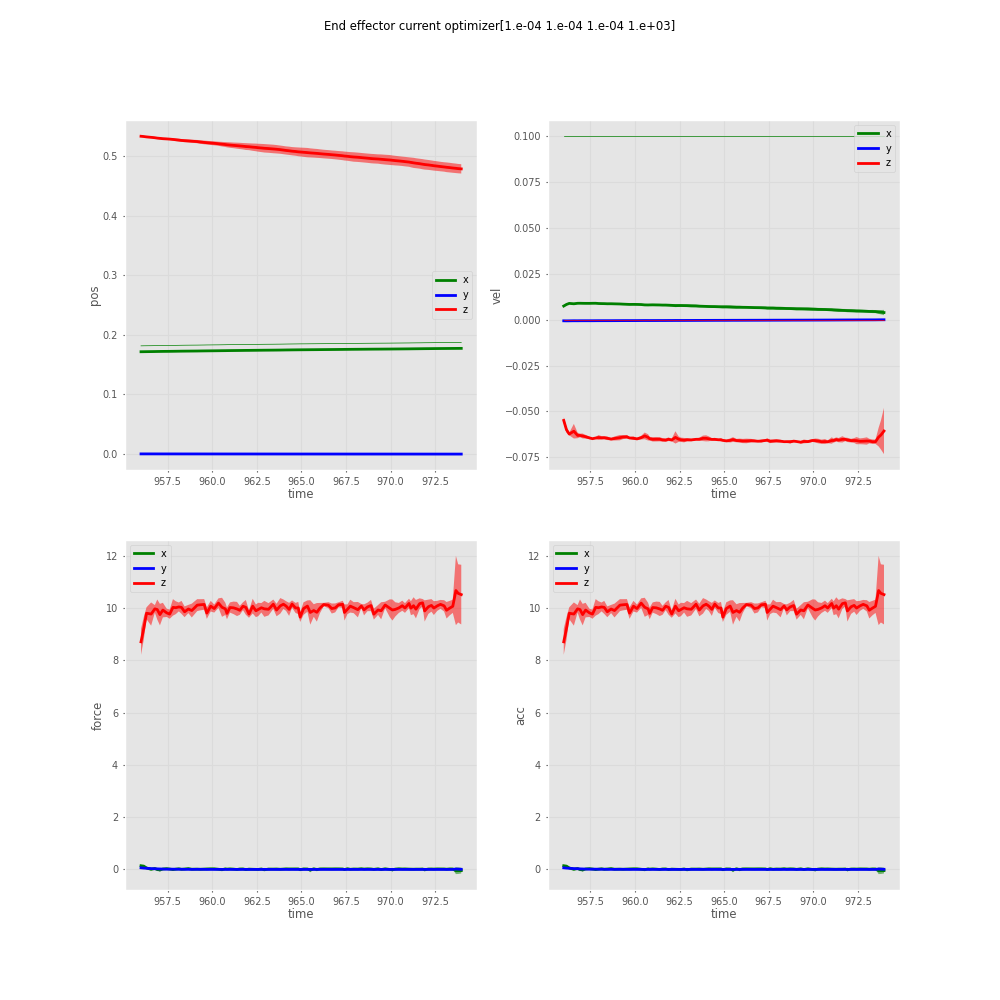 End effector current optimizer[1.e-04 1.e-04 1.e-04 1.e+03]
0.5
0.4
0.3
0.2
0.1
0.0
pos
x
y
z
957.5 960.0 962.5 965.0 967.5 970.0 972.5
time
0.100
0.075
0.050
0.025
0.000
−0.025
−0.050
−0.075
vel
x
y
z
957.5 960.0 962.5 965.0 967.5 970.0 972.5
time
12
10
8
6
4
2
0
force
x
y
z
957.5 960.0 962.5 965.0 967.5 970.0 972.5
time
12
10
8
6
4
2
0
acc
x
y
z
957.5 960.0 962.5 965.0 967.5 970.0 972.5
time